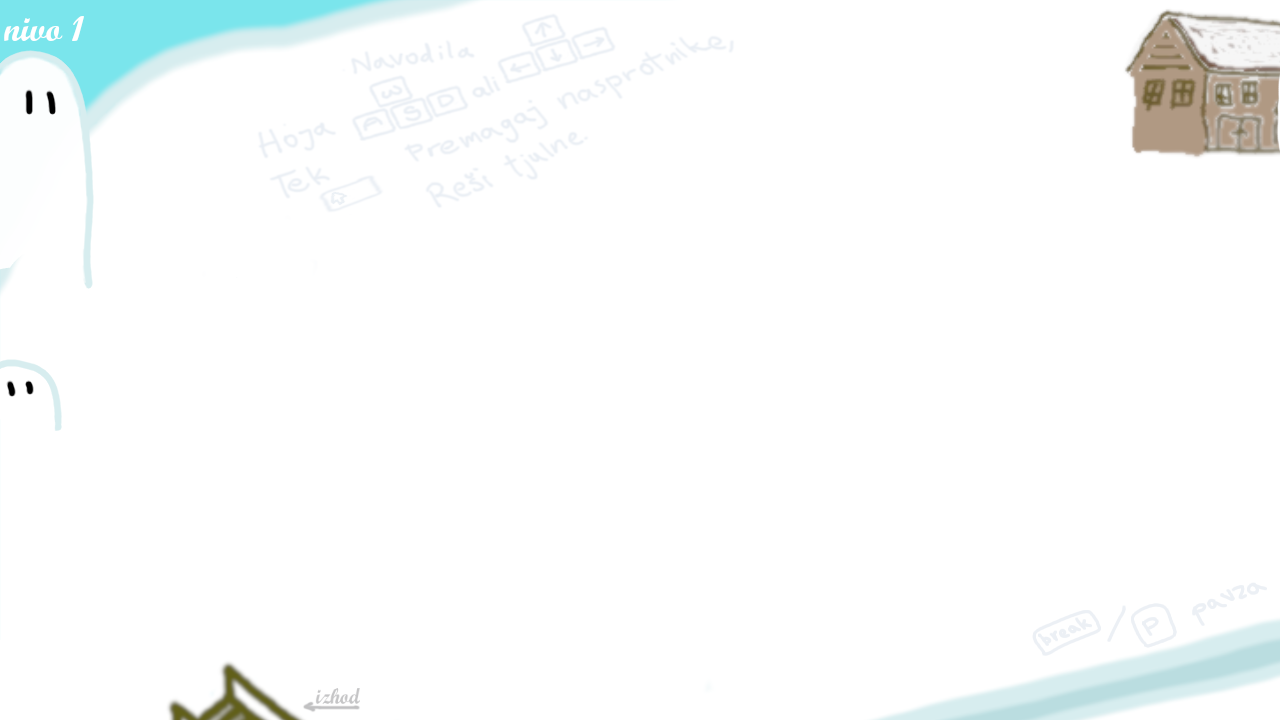 nivo 1
Navodila
Hoja W A S D ali ↑ ← ↓ →
Tek ⇧
Premagaj nasprotnike,
Reši tjulne.
break / P pavza
izhod